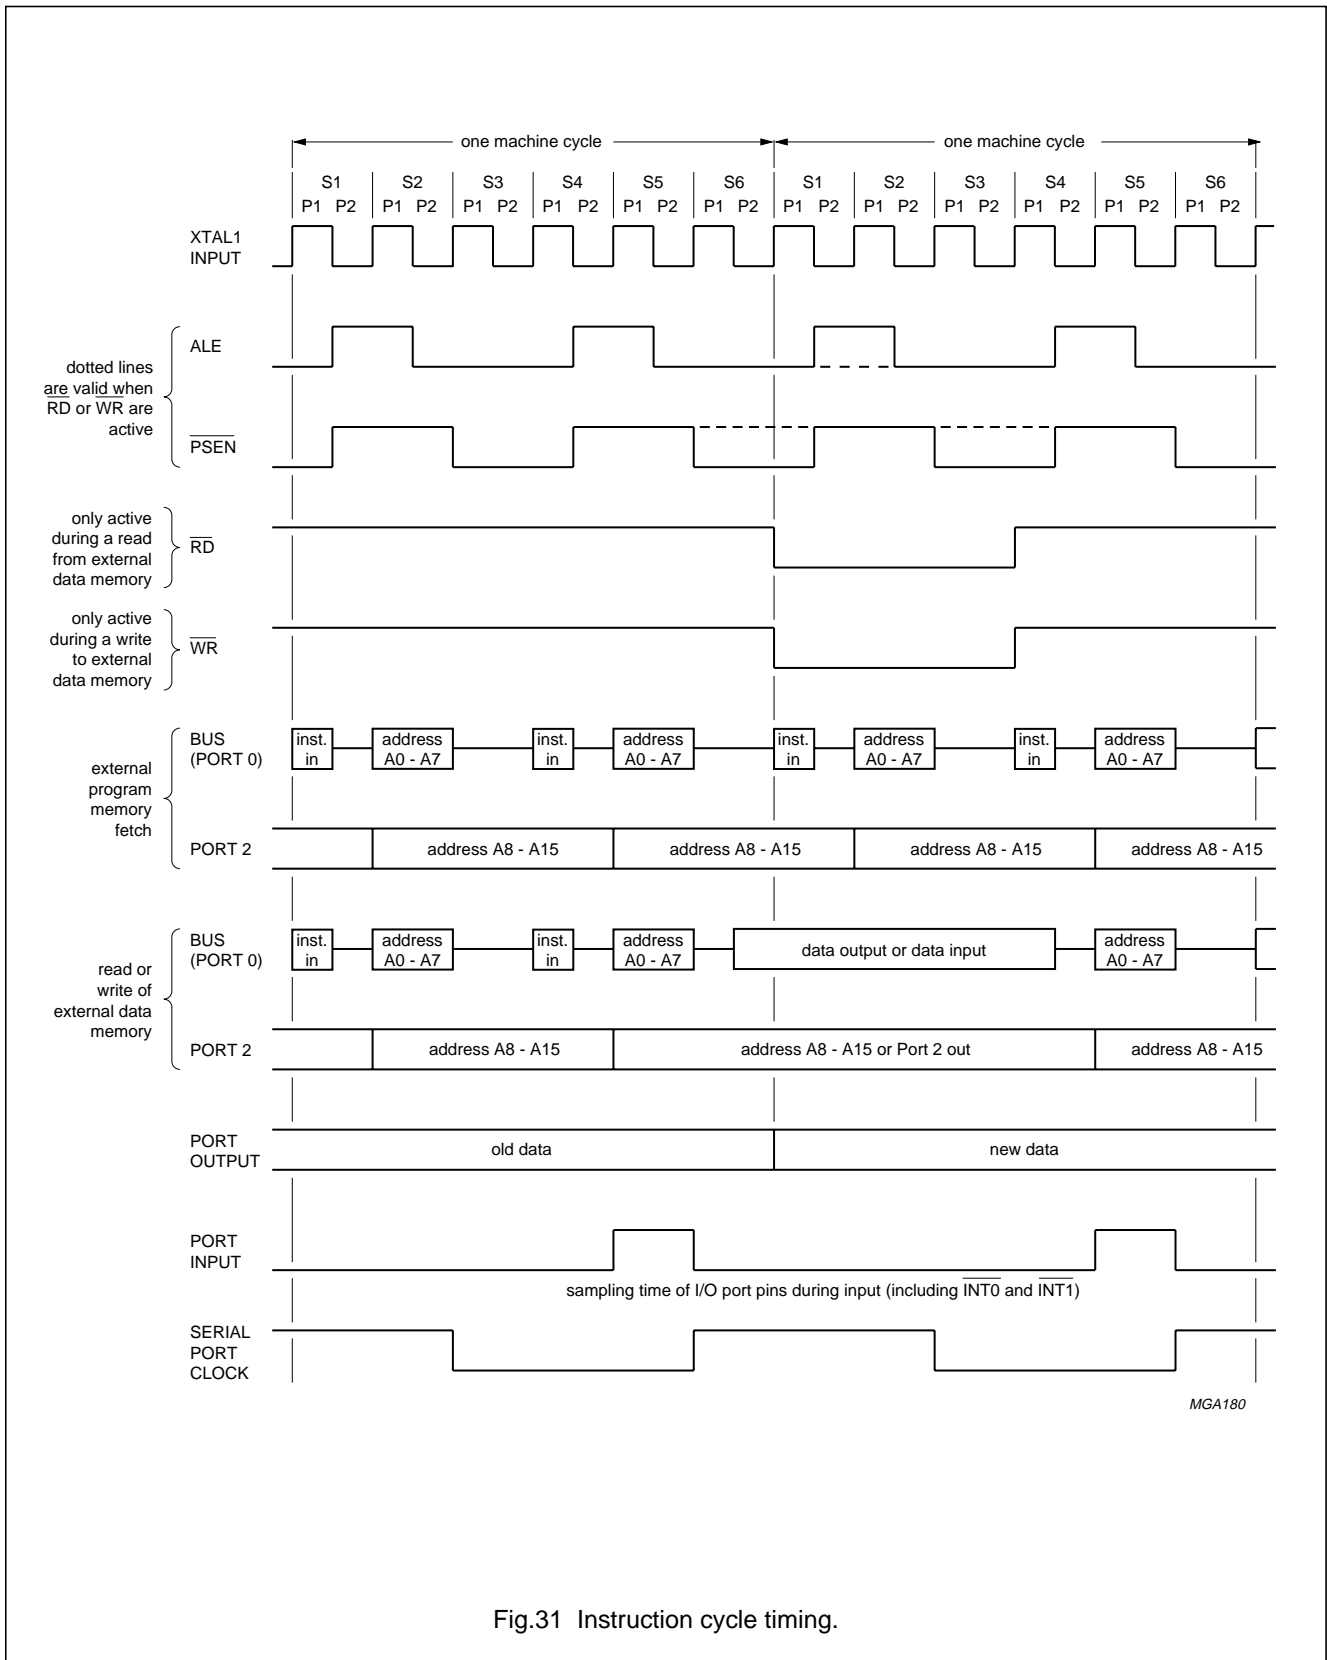 one machine cycle one machine cycle
S1 S2 S3 S4 S5 S6 S1 S2 S3 S4 S5 S6
P1 P2 P1 P2 P1 P2 P1 P2 P1 P2 P1 P2 P1 P2 P1 P2 P1 P2 P1 P2 P1 P2 P1 P2
XTAL1
INPUT
dotted lines
are valid when
RD or WR are
active
ALE
PSEN
only active
during a read
from external
data memory
RD
only active
during a write
to external
data memory
WR
external
program
memory
fetch
BUS
(PORT 0)
inst. address inst. address inst. address inst. address
in A0 - A7 in A0 - A7 in A0 - A7 in A0 - A7
PORT 2
address A8 - A15 address A8 - A15 address A8 - A15 address A8 - A15
read or
write of
external data
memory
BUS
(PORT 0)
inst. address inst. address data output or data input address
in A0 - A7 in A0 - A7 A0 - A7
PORT 2
address A8 - A15 address A8 - A15 or Port 2 out address A8 - A15
PORT
OUTPUT
old data new data
PORT
INPUT
sampling time of I/O port pins during input (including INT0 and INT1)
SERIAL
PORT
CLOCK
MGA180
Fig.31 Instruction cycle timing.